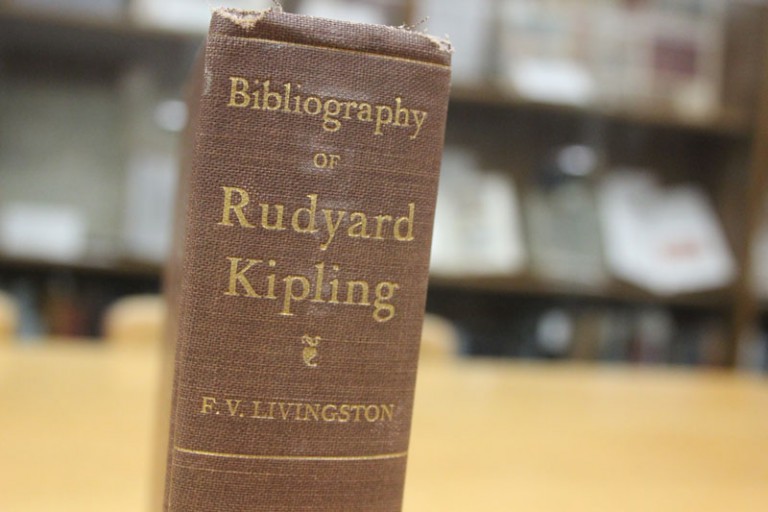 Bibliography
OF
Rudyard
Kipling
F. V. LIVINGSTON